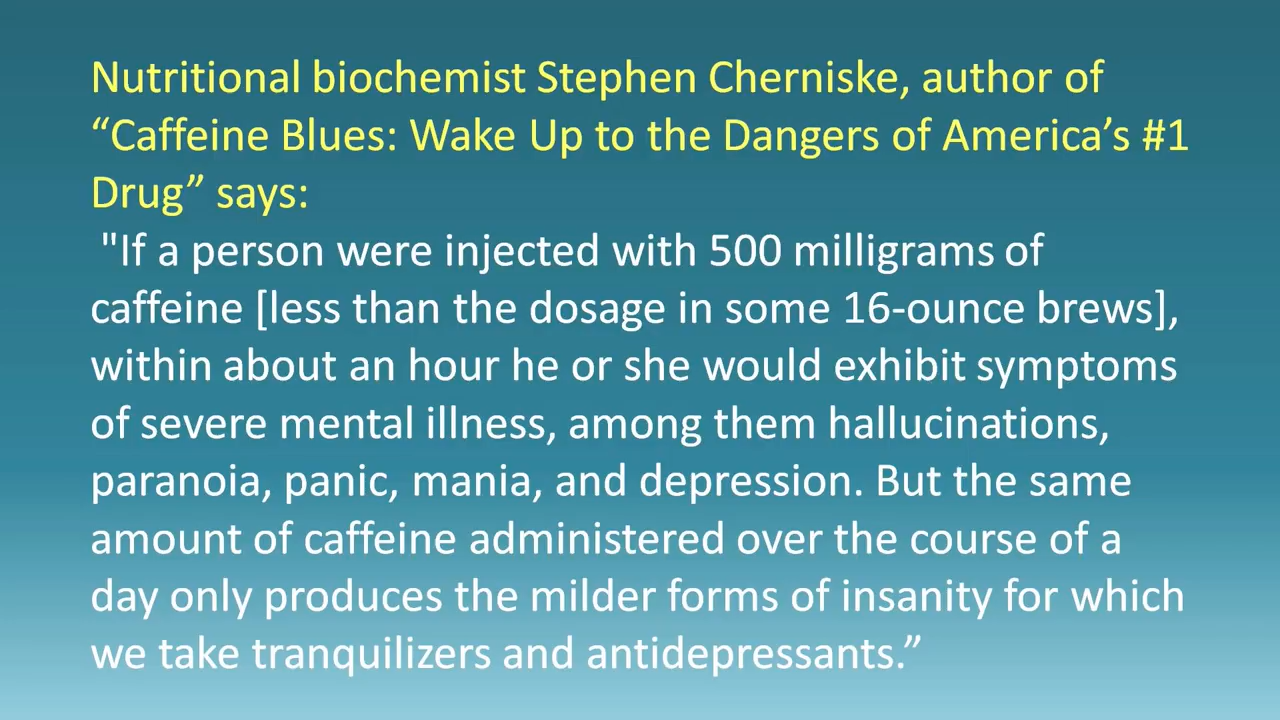 Nutritional biochemist Stephen Cherniske, author of
“Caffeine Blues: Wake Up to the Dangers of America’s #1
Drug” says:
"If a person were injected with 500 milligrams of
caffeine [less than the dosage in some 16-ounce brews],
within about an hour he or she would exhibit symptoms
of severe mental illness, among them hallucinations,
paranoia, panic, mania, and depression. But the same
amount of caffeine administered over the course of a
day only produces the milder forms of insanity for which
we take tranquilizers and antidepressants.”